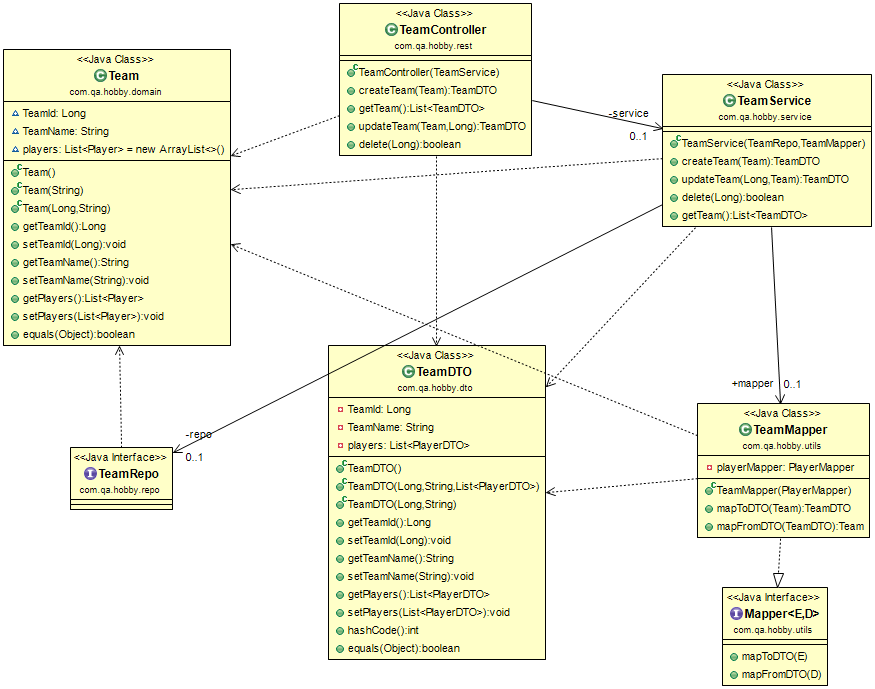 <<Java Class>>
TeamController
com.qa.hobby.rest
TeamController(TeamService)
createTeam(Team):TeamDTO
getTeam():List<TeamDTO>
updateTeam(Team,Long):TeamDTO
delete(Long):boolean
<<Java Class>>
Team
com.qa.hobby.domain
TeamId: Long
TeamName: String
players: List<Player> = new ArrayList<>()
Team()
Team(String)
Team(Long,String)
getTeamId():Long
setTeamId(Long):void
getTeamName():String
setTeamName(String):void
getPlayers():List<Player>
setPlayers(List<Player>):void
equals(Object):boolean
-service
0..1
<<Java Class>>
TeamService
com.qa.hobby.service
TeamService(TeamRepo,TeamMapper)
createTeam(Team):TeamDTO
updateTeam(Long,Team):TeamDTO
delete(Long):boolean
getTeam():List<TeamDTO>
<<Java Class>>
TeamDTO
com.qa.hobby.dto
TeamId: Long
TeamName: String
players: List<PlayerDTO>
TeamDTO()
TeamDTO(Long,String,List<PlayerDTO>)
TeamDTO(Long,String)
getTeamId():Long
setTeamId(Long):void
getTeamName():String
setTeamName(String):void
getPlayers():List<PlayerDTO>
setPlayers(List<PlayerDTO>):void
hashCode():int
equals(Object):boolean
+mapper
0..1
-repo
0..1
<<Java Interface>>
TeamRepo
com.qa.hobby.repo
<<Java Class>>
TeamMapper
com.qa.hobby.utils
playerMapper: PlayerMapper
TeamMapper(PlayerMapper)
mapToDTO(Team):TeamDTO
mapFromDTO(TeamDTO):Team
<<Java Interface>>
Mapper<E,D>
com.qa.hobby.utils
mapToDTO(E)
mapFromDTO(D)